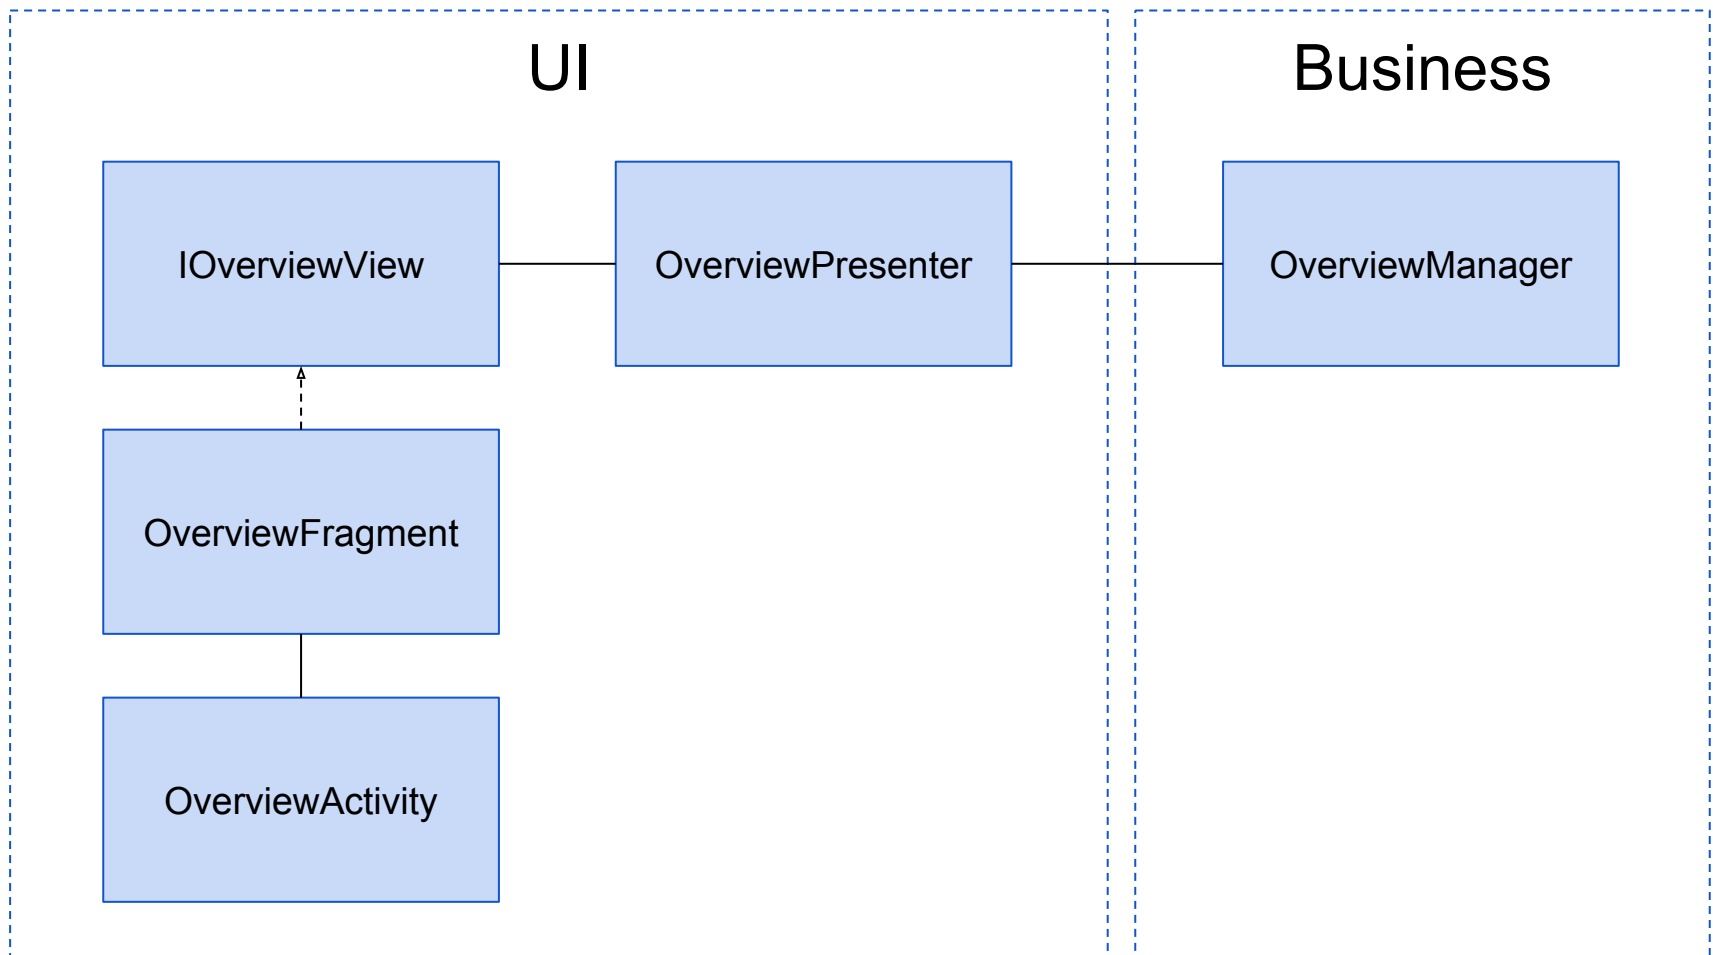 UI
Business
IOverviewView
OverviewPresenter
OverviewManager
OverviewFragment
OverviewActivity